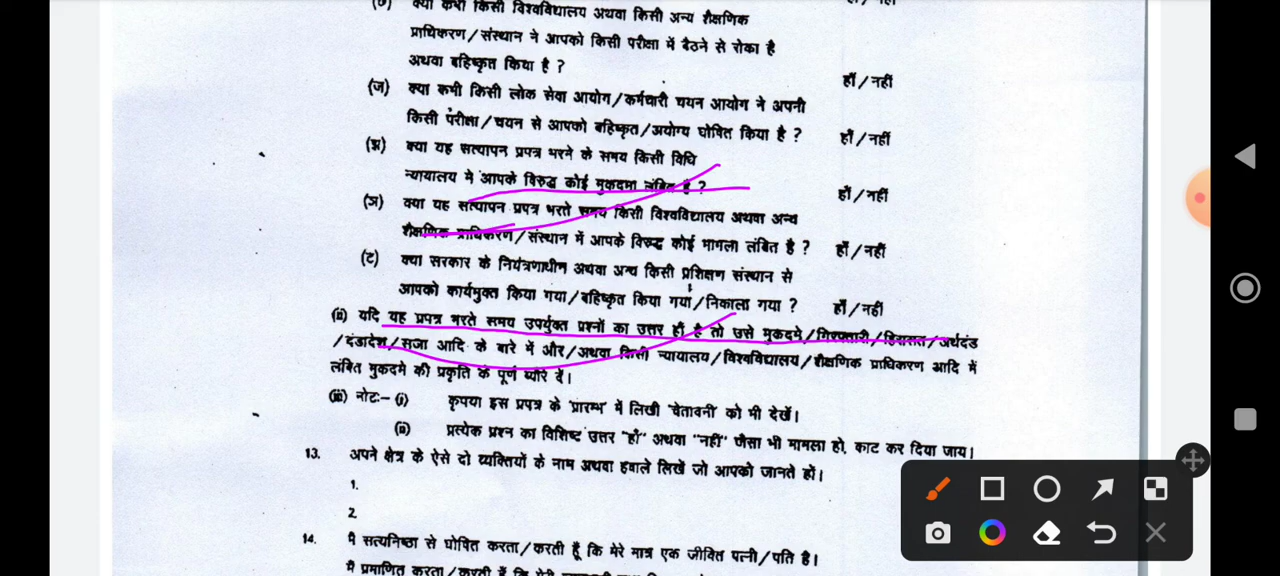 क्या कभी किसी विश्वविद्यालय अथवा किसी अन्य शैक्षणिक
प्राधिकरण/संस्थान ने आपको किसी परीक्षा में बैठने से रोका है
अथवा बहिष्कृत किया है ? हाँ/नहीं
(ज) क्या कभी किसी लोक सेवा आयोग/कर्मचारी चयन आयोग ने अपनी
किसी परीक्षा/चयन से आपको बहिष्कृत/अयोग्य घोषित किया है ? हाँ/नहीं
(झ) क्या यह सत्यापन प्रपत्र भरने के समय किसी विधि
न्यायालय मे आपके विरुद्ध कोई मुकदमा लंबित है ? हाँ/नहीं
(ञ) क्या यह सत्यापन प्रपत्र भरते समय किसी विश्वविद्यालय अथवा अन्य
शैक्षणिक प्राधिकरण/संस्थान में आपके विरुद्ध कोई मामला लंबित है ? हाँ/नहीं
(ट) क्या सरकार के नियंत्रणाधीन अथवा अन्य किसी प्रशिक्षण संस्थान से
आपको कार्यमुक्त किया गया/बहिष्कृत किया गया/निकाला गया ? हाँ/नहीं
(ii) यदि यह प्रपत्र भरते समय उपर्युक्त प्रश्नों का उत्तर हाँ है तो उसे मुकदमे/गिरफ्तारी/हिरासत/अर्थदंड
/दंडादेश/सजा आदि के बारे में और/अथवा किसी न्यायालय/विश्वविद्यालय/शैक्षणिक प्राधिकरण आदि में
लंबित मुकदमे की प्रकृति के पूर्ण ब्यौरे दें।
(iii) नोटः- (i) कृपया इस प्रपत्र के 'प्रारम्भ' में लिखी 'चेतावनी' को भी देखें।
(ii) प्रत्येक प्रश्न का विशिष्ट उत्तर "हाँ" अथवा "नहीं" जैसा भी मामला हो, काट कर दिया जाय।
13. अपने क्षेत्र के ऐसे दो व्यक्तियों के नाम अथवा हवाले लिखें जो आपको जानते हों।
1.
2.
14. मै सत्यनिष्ठा से घोषित करता/करती हूँ कि मेरे मात्र एक जीवित पत्नी/पति है।
मै प्रमाणित करता/करती हूँ कि मेरी